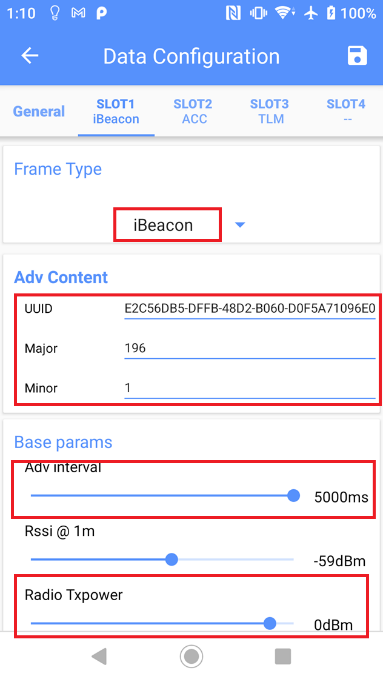 1:10 100%
Data Configuration
General SLOT1 SLOT2 SLOT3 SLOT4
iBeacon ACC TLM --
Frame Type
iBeacon
Adv Content
UUID E2C56DB5-DFFB-48D2-B060-D0F5A71096E0
Major 196
Minor 1
Base params
Adv interval
5000ms
Rssi @ 1m
-59dBm
Radio Txpower
0dBm